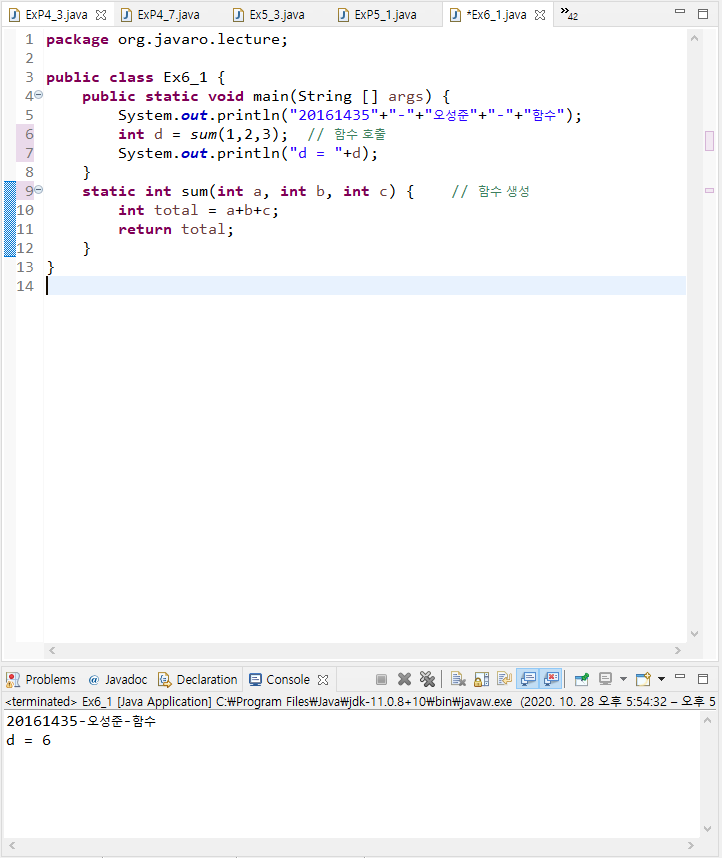 ExP4_3.java ExP4_7.java Ex5_3.java ExP5_1.java *Ex6_1.java »42
1 package org.javaro.lecture;
2
3 public class Ex6_1 {
4 public static void main(String [] args) {
5 System.out.println("20161435"+"-"+"오성준"+"-"+"함수");
6 int d = sum(1,2,3); // 함수 호출
7 System.out.println("d = "+d);
8 }
9 static int sum(int a, int b, int c) { // 함수 생성
10 int total = a+b+c;
11 return total;
12 }
13 }
14
Problems @ Javadoc Declaration Console
<terminated> Ex6_1 [Java Application] C:₩Program Files₩Java₩jdk-11.0.8+10₩bin₩javaw.exe (2020. 10. 28 오후 5:54:32 – 오후 5
20161435-오성준-함수
d = 6